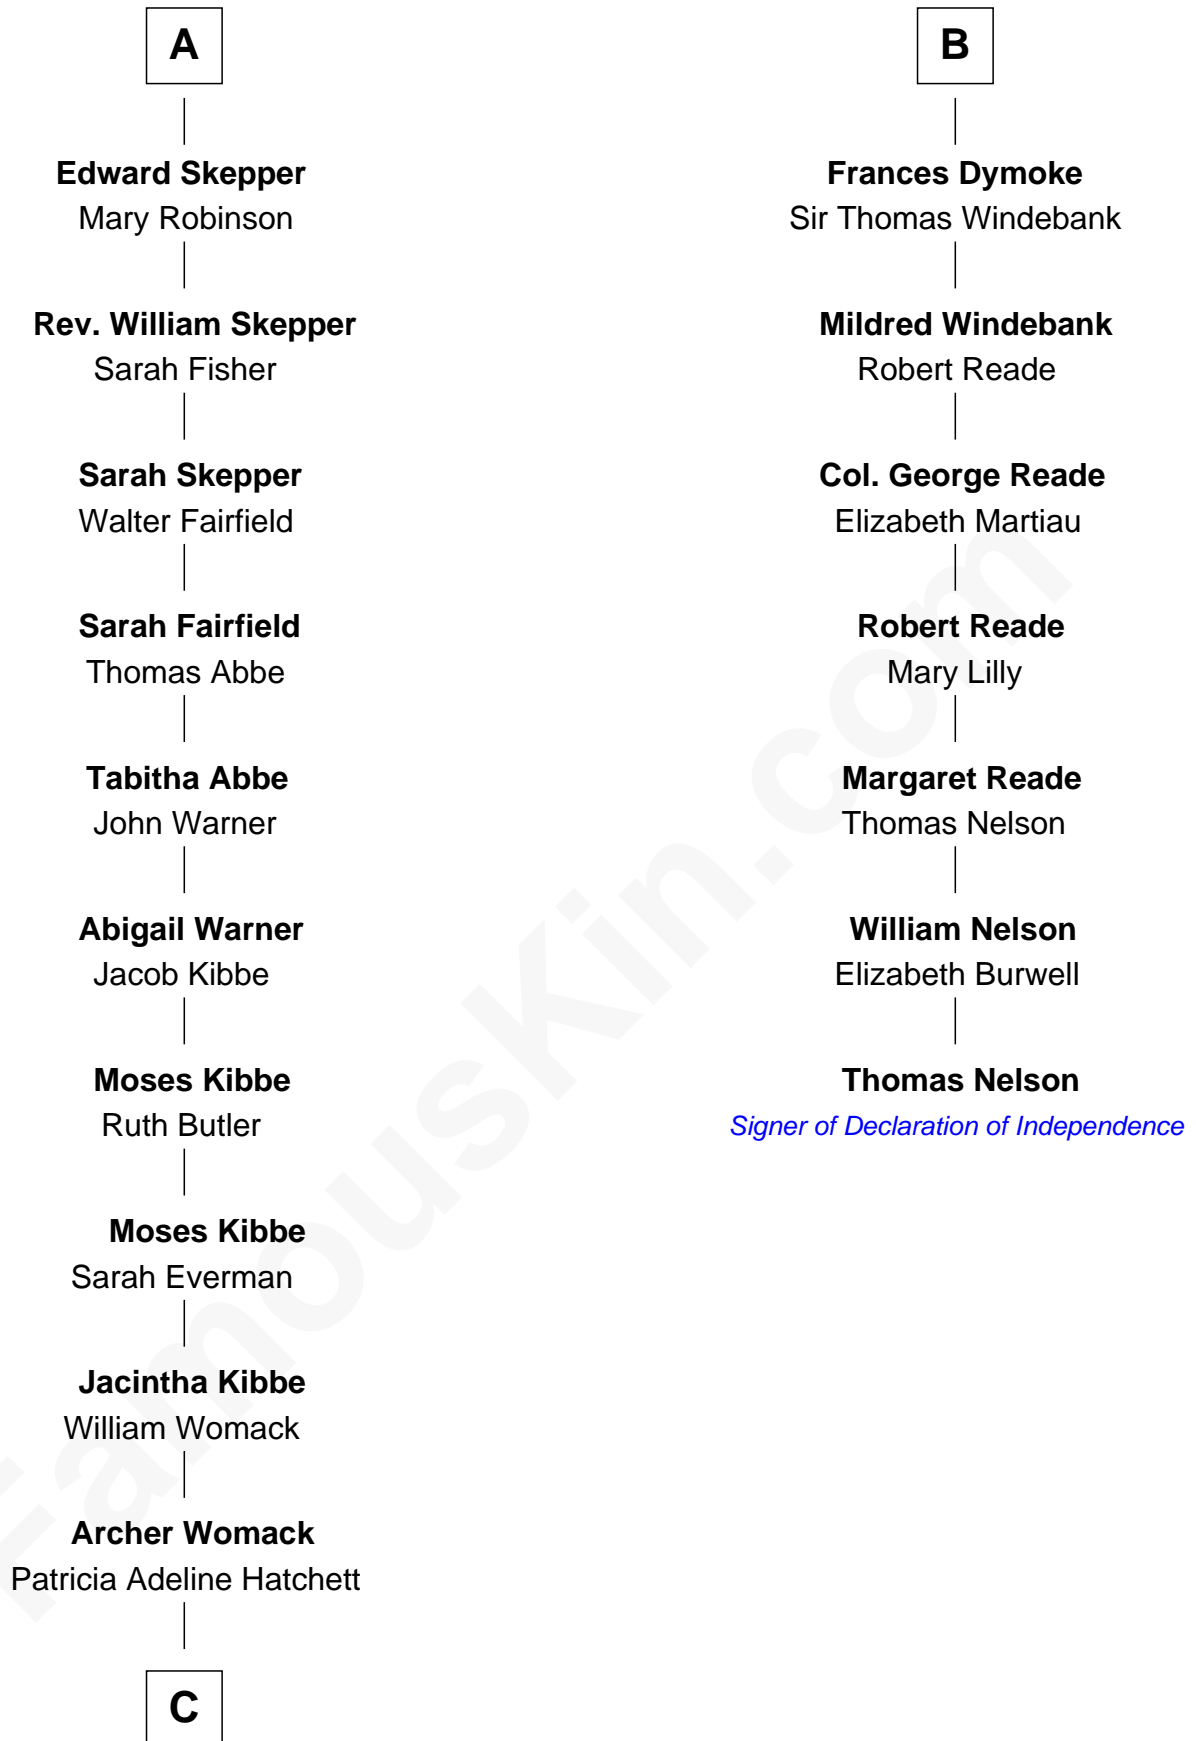 A
Edward Skepper
Mary Robinson
Rev. William Skepper
Sarah Fisher
Sarah Skepper
Walter Fairfield
Sarah Fairfield
Thomas Abbe
Tabitha Abbe
John Warner
Abigail Warner
Jacob Kibbe
Moses Kibbe
Ruth Butler
Moses Kibbe
Sarah Everman
Jacintha Kibbe
William Womack
Archer Womack
Patricia Adeline Hatchett
C
B
Frances Dymoke
Sir Thomas Windebank
Mildred Windebank
Robert Reade
Col. George Reade
Elizabeth Martiau
Robert Reade
Mary Lilly
Margaret Reade
Thomas Nelson
William Nelson
Elizabeth Burwell
Thomas Nelson
Signer of Declaration of Independence
FamousKin.com